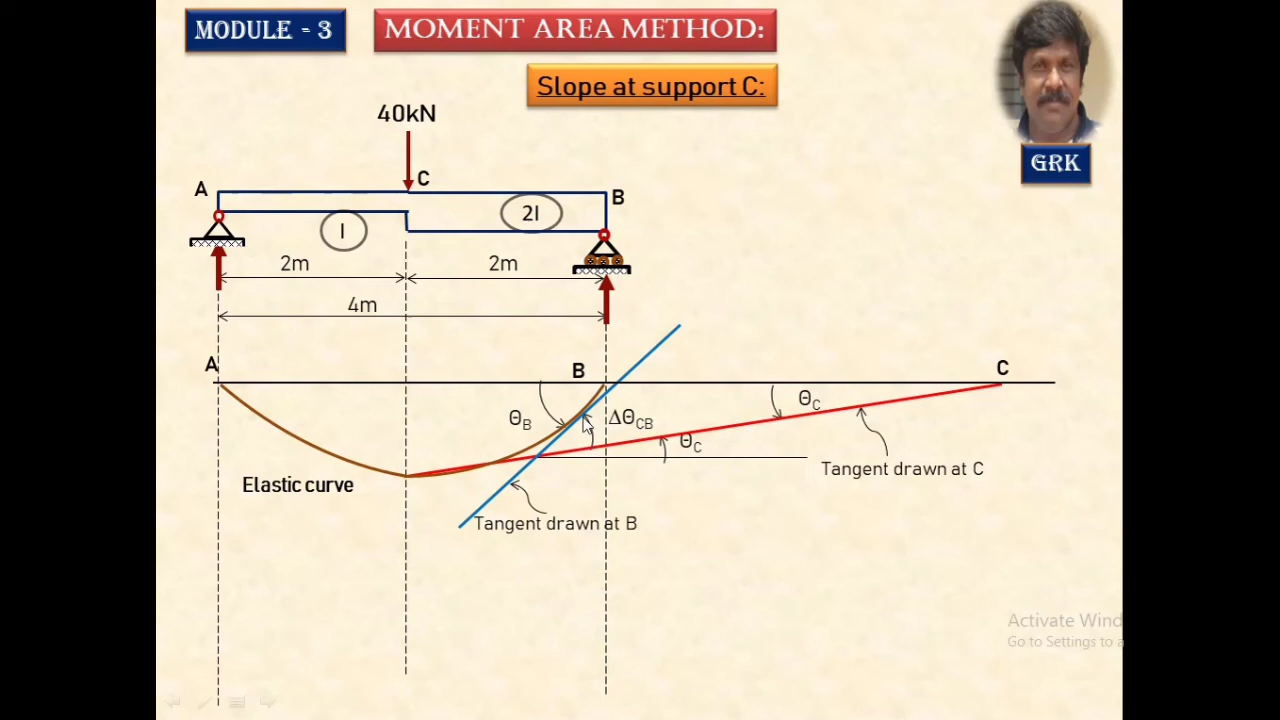 MODULE - 3
MOMENT AREA METHOD:
Slope at support C:
GRK
40kN
A
C
B
I
2I
2m
2m
4m
A
B
C
θB
ΔθCB
θC
θC
Elastic curve
Tangent drawn at C
Tangent drawn at B
Activate Wind
Go to Settings to a